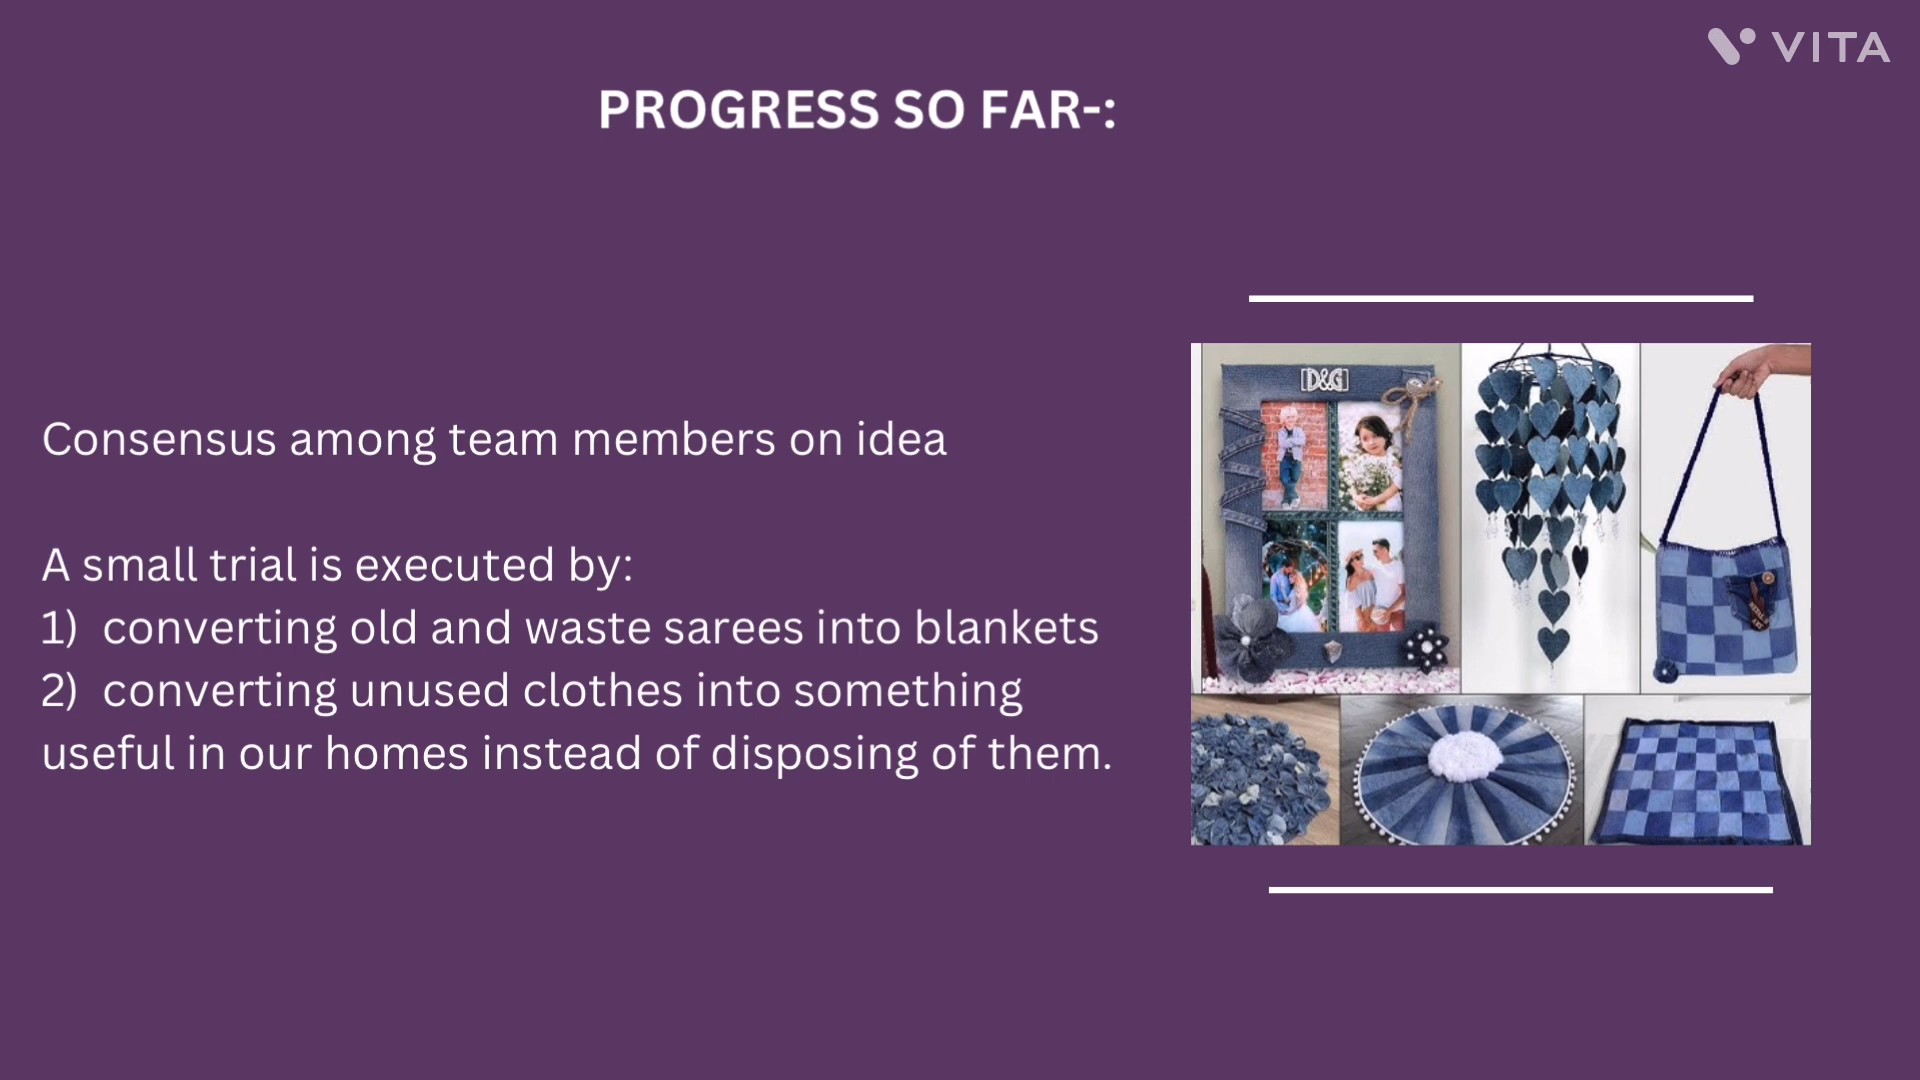 VITA
PROGRESS SO FAR-:
Consensus among team members on idea
A small trial is executed by:
1) converting old and waste sarees into blankets
2) converting unused clothes into something
useful in our homes instead of disposing of them.
D&G